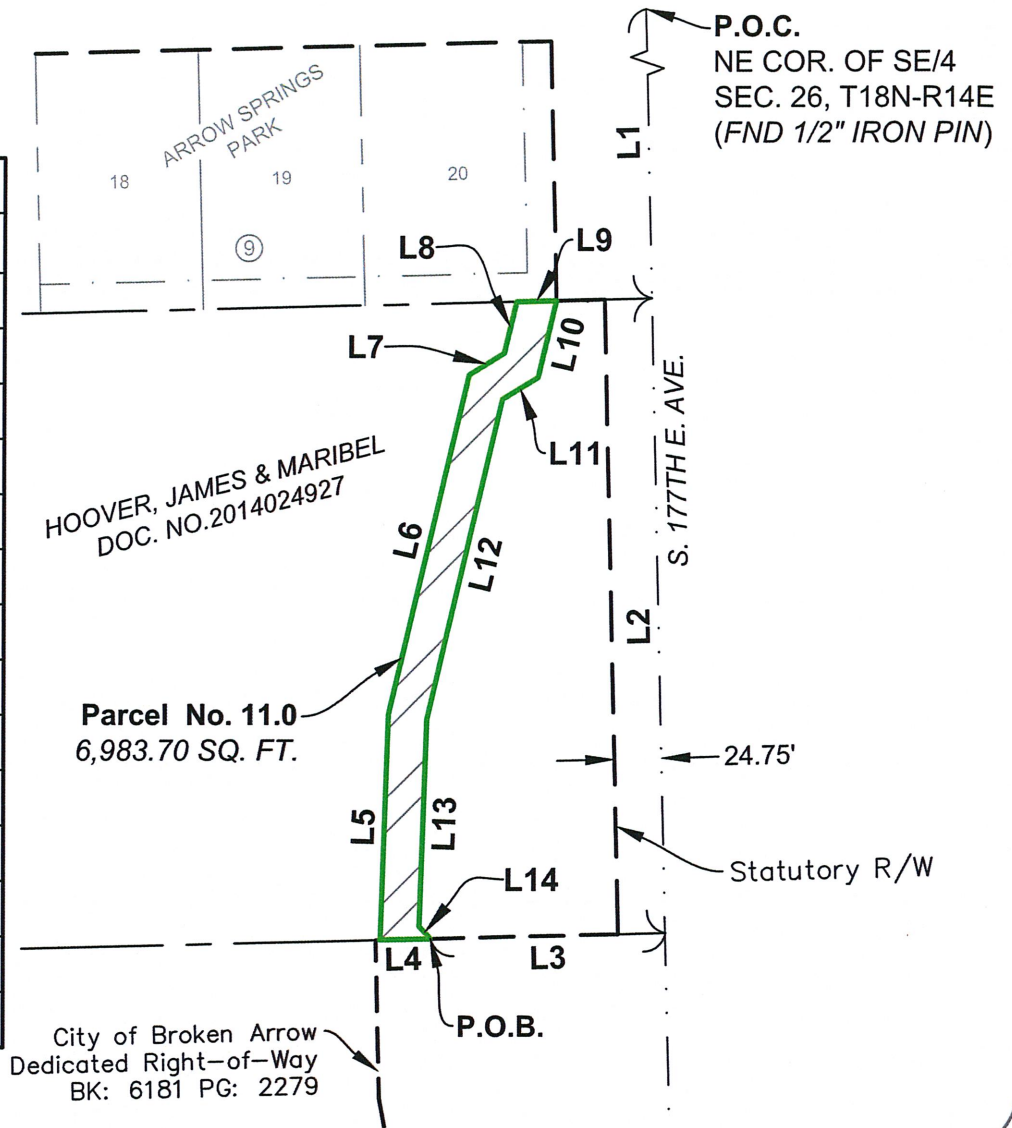 P.O.C.
NE COR. OF SE/4
SEC. 26, T18N-R14E
(FND 1/2" IRON PIN)
L1
ARROW SPRINGS
PARK
18
19
20
9
L8
L9
L7
L10
L11
S. 177TH E. AVE.
HOOVER, JAMES & MARIBEL
DOC. NO.2014024927
L6
L12
L2
Parcel No. 11.0
6,983.70 SQ. FT.
24.75'
L5
L13
Statutory R/W
L14
L4
L3
P.O.B.
City of Broken Arrow
Dedicated Right-of-Way
BK: 6181 PG: 2279